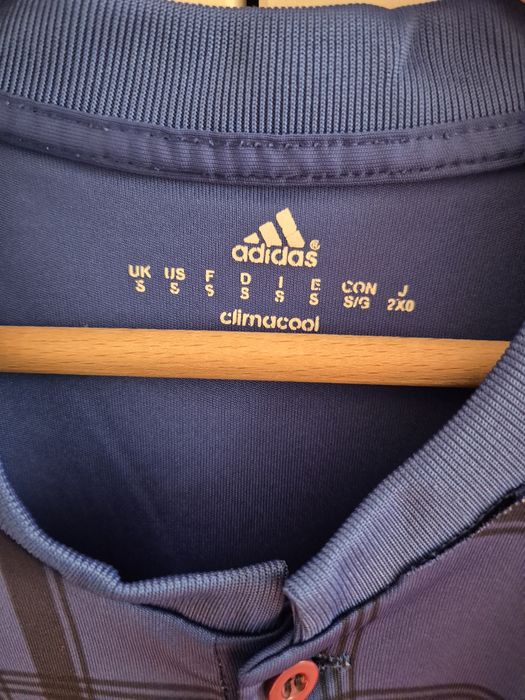 adidas®
UK US F D I E CON J
S S S S S S S/G 2XO
climacool